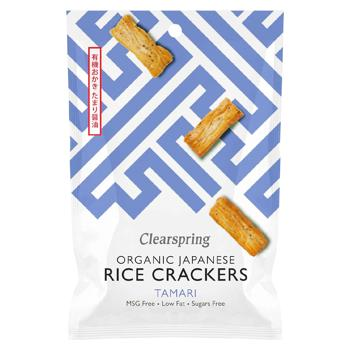 有機おかき たまり醤油
Clearspring
ORGANIC JAPANESE
RICE CRACKERS
TAMARI
MSG Free • Low Fat • Sugars Free